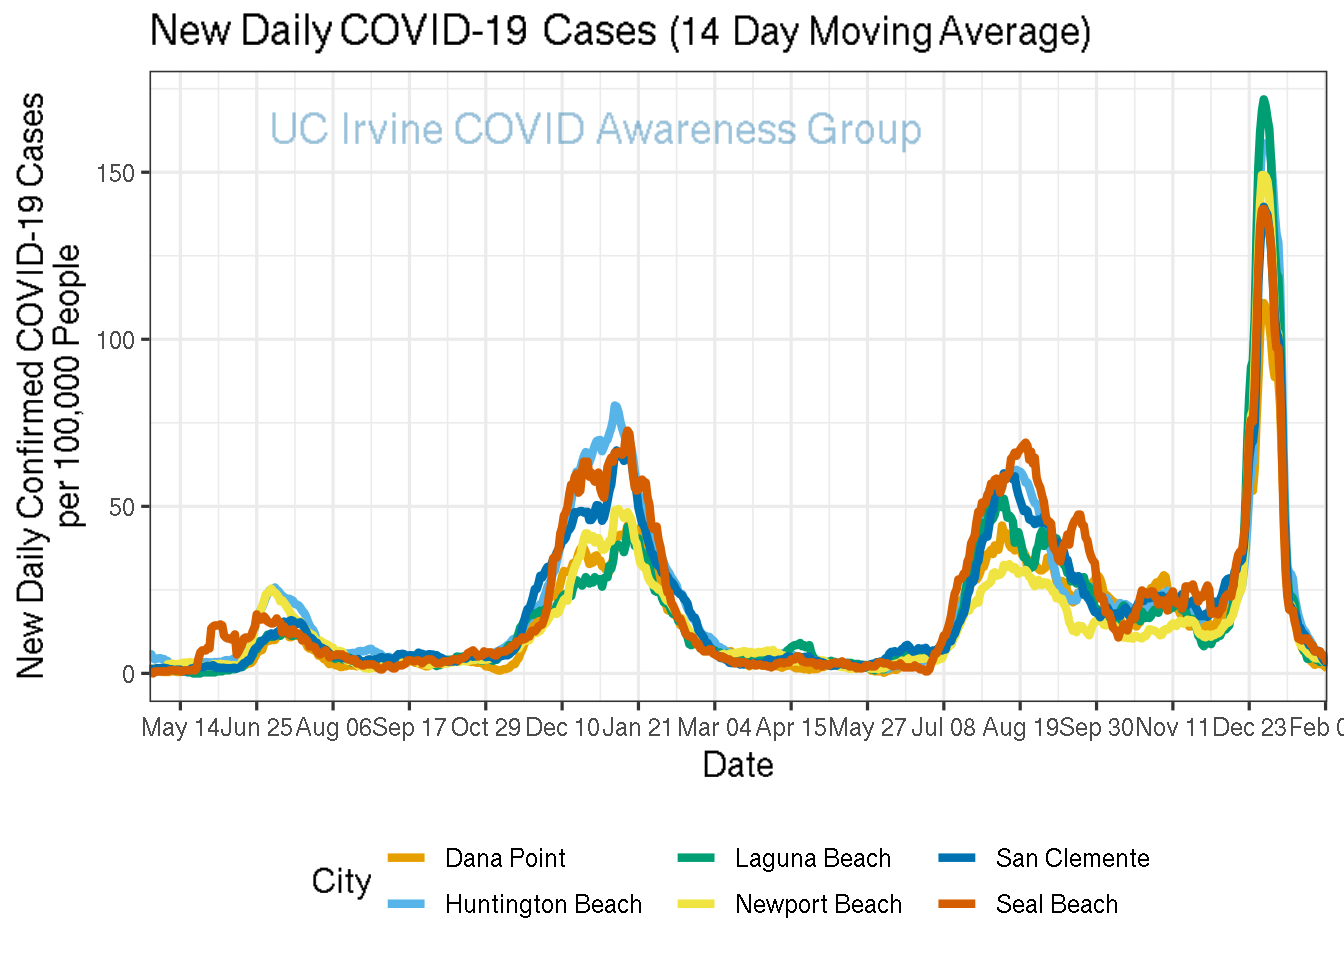 New Daily COVID-19 Cases (14 Day Moving Average)
UC Irvine COVID Awareness Group
New Daily Confirmed COVID-19 Cases
per 100,000 People
150
100
50
0
May 14 Jun 25 Aug 06 Sep 17 Oct 29 Dec 10 Jan 21 Mar 04 Apr 15 May 27 Jul 08 Aug 19 Sep 30 Nov 11 Dec 23 Feb
Date
City
Dana Point Laguna Beach San Clemente
Huntington Beach Newport Beach Seal Beach